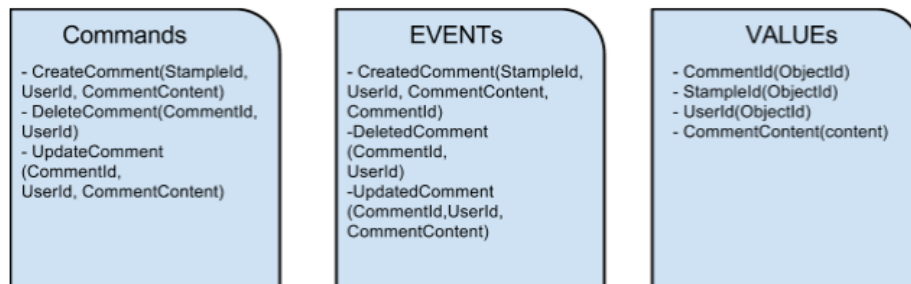 Commands
- CreateComment(StampleId,
UserId, CommentContent)
- DeleteComment(CommentId,
UserId)
- UpdateComment
(CommentId,
UserId, CommentContent)
EVENTs
- CreatedComment(StampleId,
UserId, CommentContent,
CommentId)
-DeletedComment
(CommentId,
UserId)
-UpdatedComment
(CommentId,UserId,
CommentContent)
VALUEs
- CommentId(ObjectId)
- StampleId(ObjectId)
- UserId(ObjectId)
- CommentContent(content)